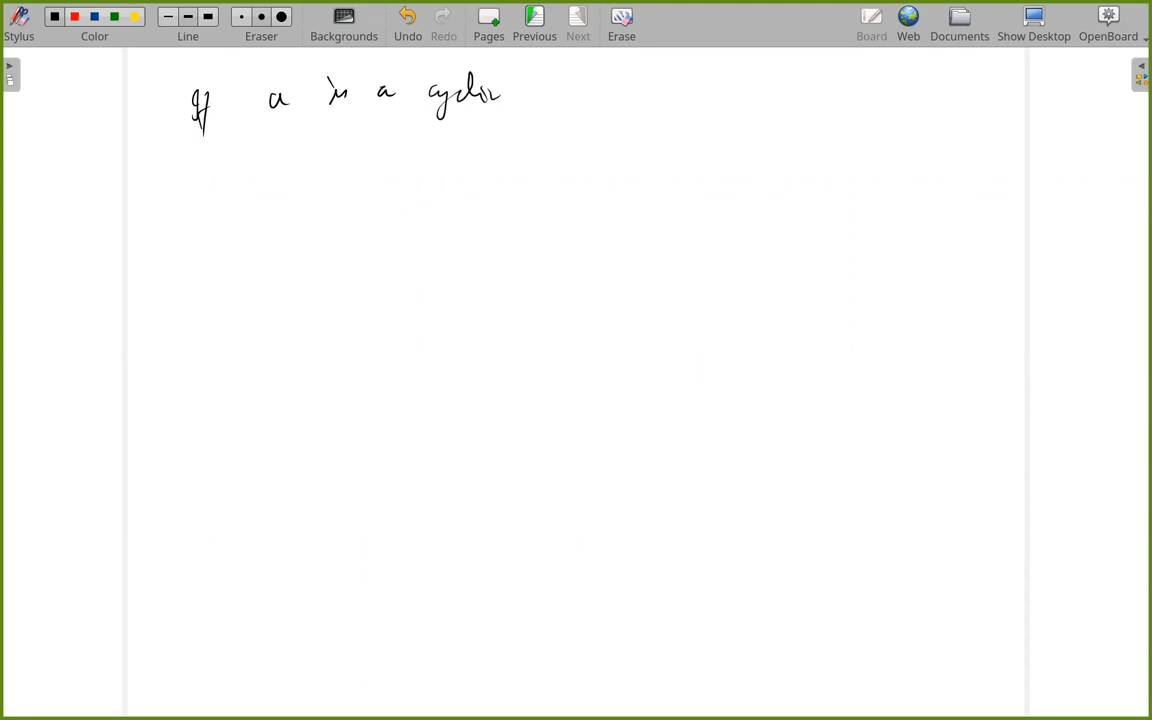 Stylus Color Line Eraser Backgrounds Undo Redo Pages Previous Next Erase Board Web Documents Show Desktop OpenBoard
If a is a cyclic